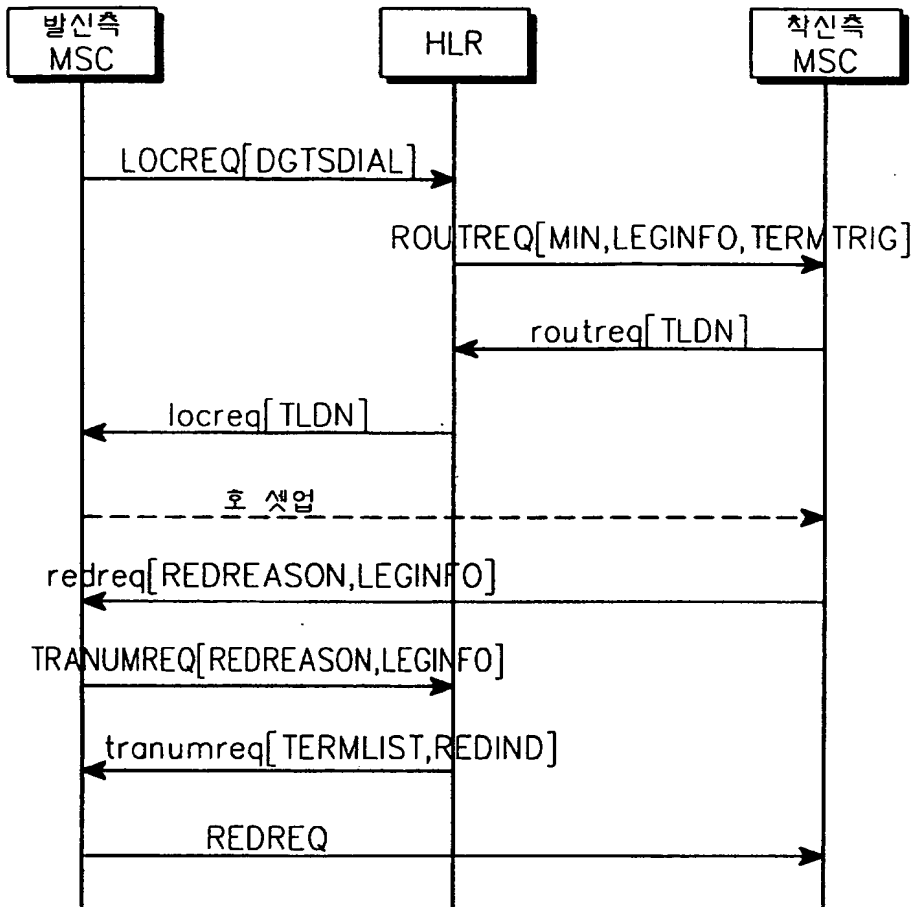 발신측
MSC
HLR
착신측
MSC
LOCREQ[DGTSDIAL]
ROUTREQ[MIN,LEGINFO,TERMTRIG]
routreq[TLDN]
locreq[TLDN]
호 셋업
redreq[REDREASON,LEGINFO]
TRANUMREQ[REDREASON,LEGINFO]
tranumreq[TERMLIST,REDIND]
REDREQ